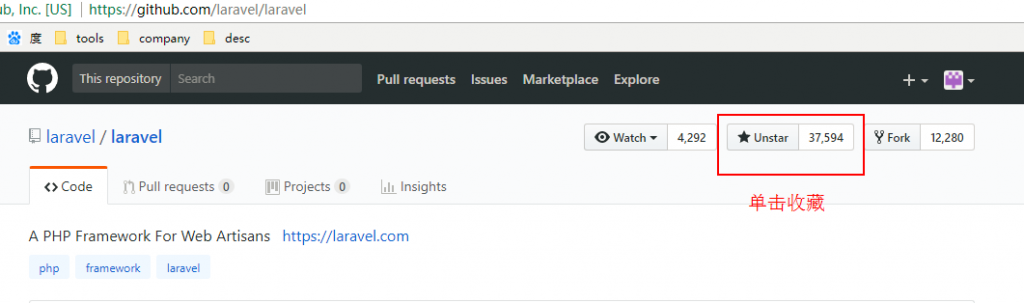 ub, Inc. [US] | https://github.com/laravel/laravel
度 tools company desc
This repository Search Pull requests Issues Marketplace Explore
laravel / laravel Watch 4,292 Unstar 37,594 Fork 12,280
Code Pull requests 0 Projects 0 Insights
单击收藏
A PHP Framework For Web Artisans https://laravel.com
php framework laravel